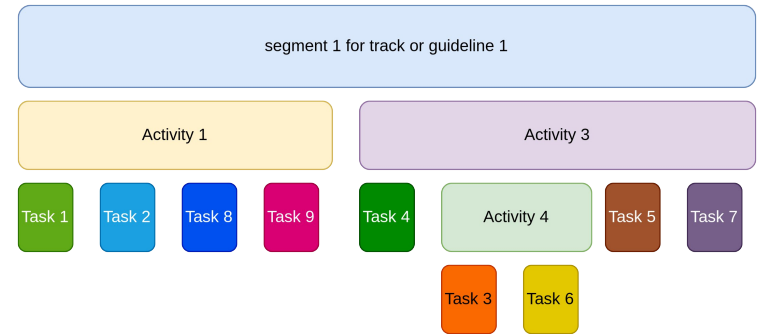 segment 1 for track or guideline 1
Activity 1
Activity 3
Task 1
Task 2
Task 8
Task 9
Task 4
Activity 4
Task 5
Task 7
Task 3
Task 6